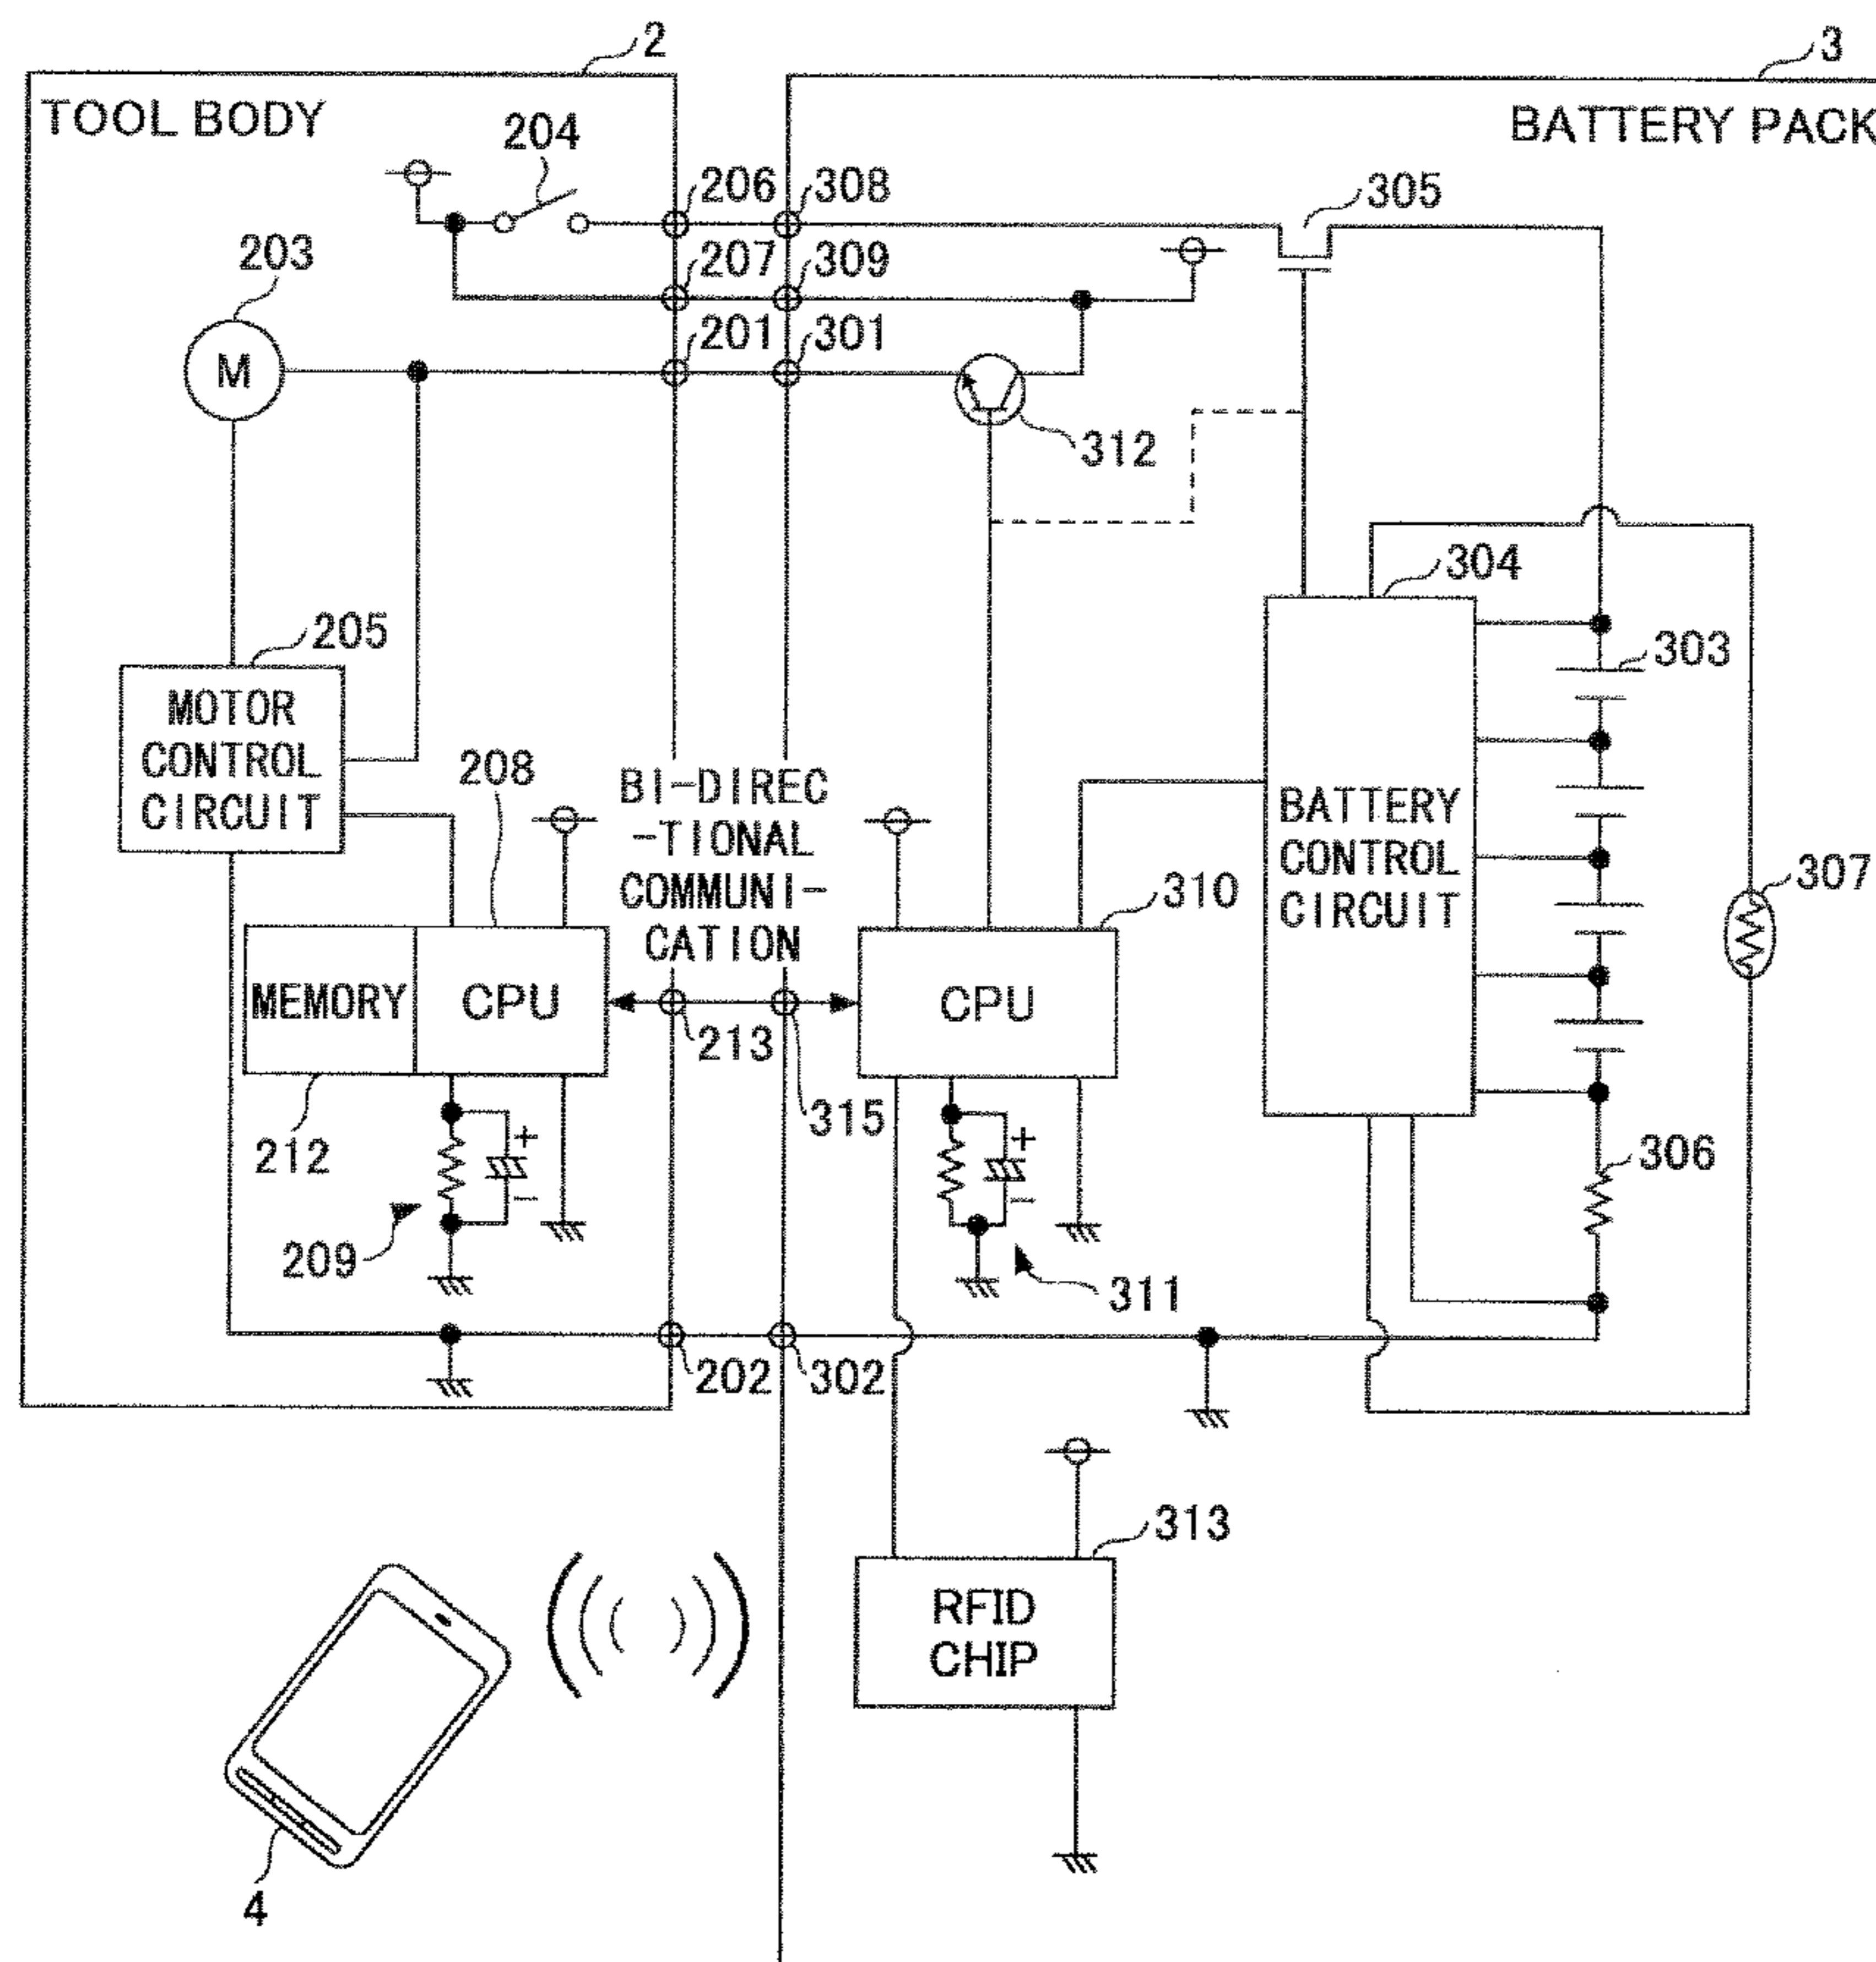 2
3
TOOL BODY
BATTERY PACK
204
206
308
305
203
207
309
201
301
M
312
304
205
303
MOTOR
CONTROL
CIRCUIT
208
BI-DIREC
-TIONAL
COMMUNI-
CATION
BATTERY
CONTROL
CIRCUIT
307
310
MEMORY
CPU
CPU
213
315
212
+
−
+
−
306
209
311
202
302
313
RFID
CHIP
4